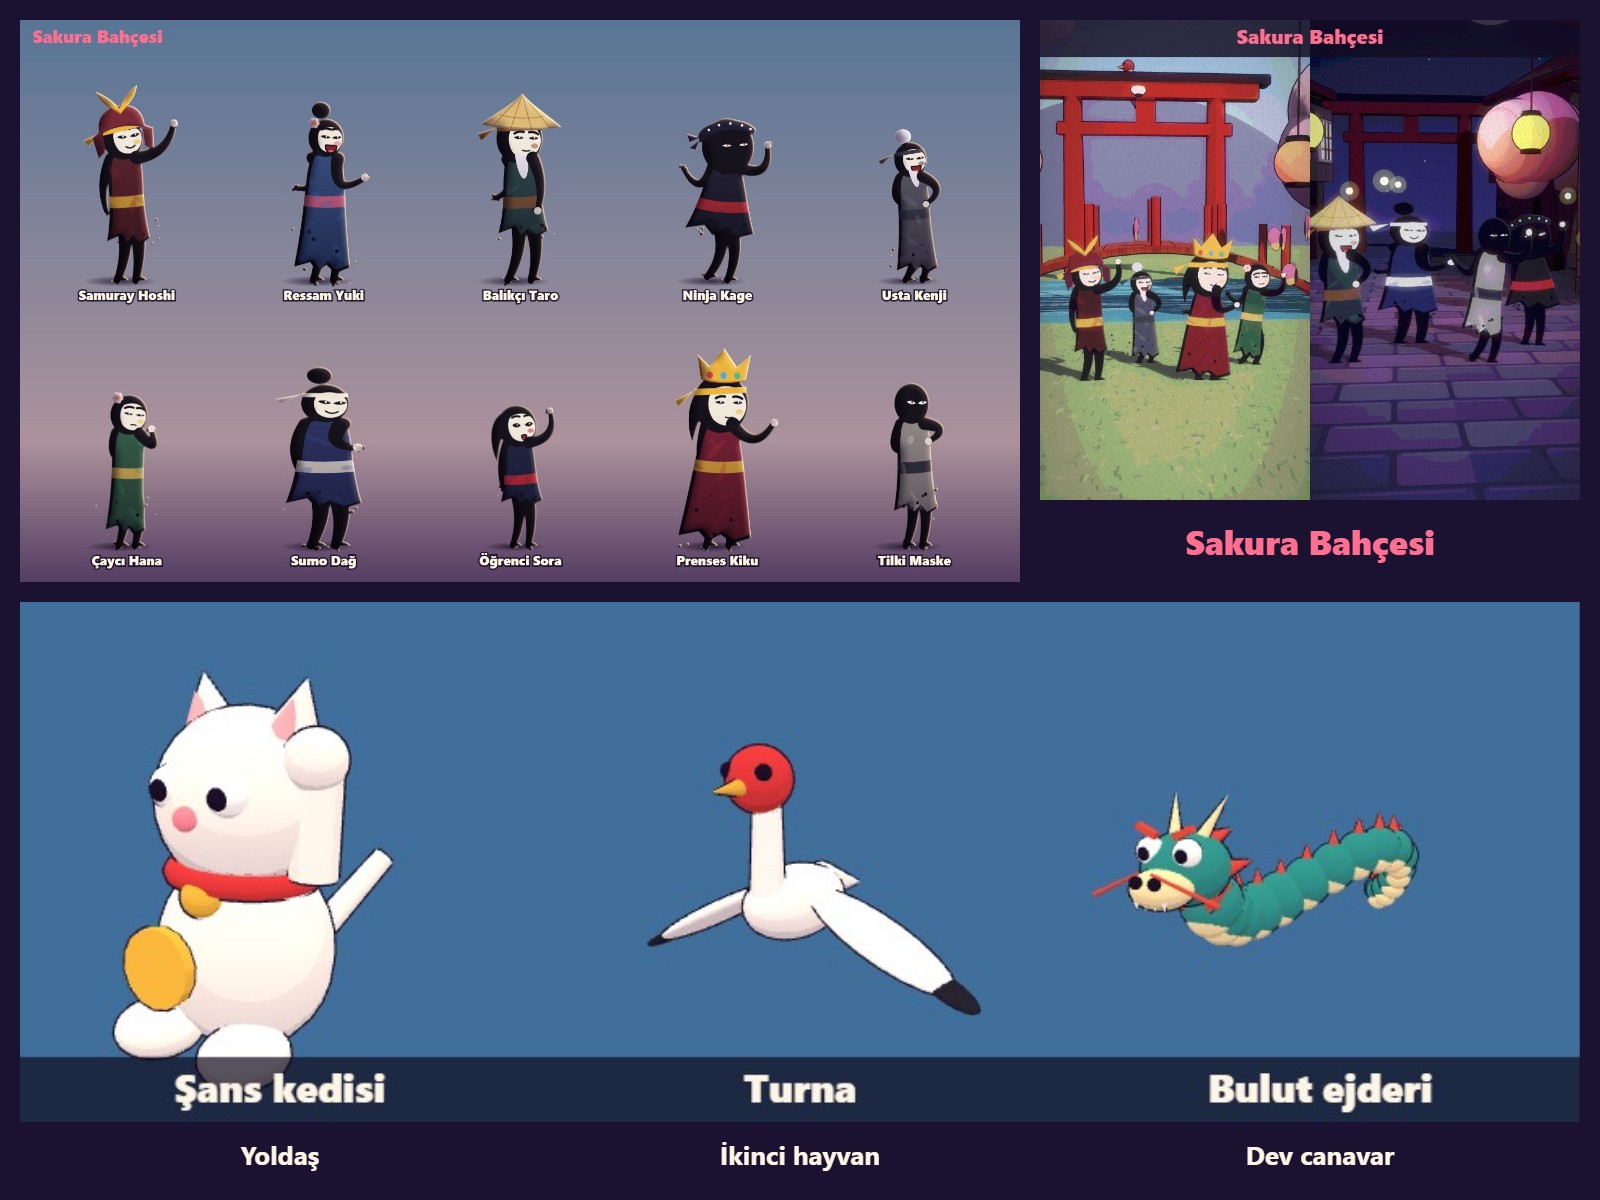 Sakura Bahçesi
Samuray Hoshi
Ressam Yuki
Balıkçı Taro
Ninja Kage
Usta Kenji
Çaycı Hana
Sumo Dağ
Öğrenci Sora
Prenses Kiku
Tilki Maske
Sakura Bahçesi
Sakura Bahçesi
Şans kedisi
Turna
Bulut ejderi
Yoldaş
İkinci hayvan
Dev canavar